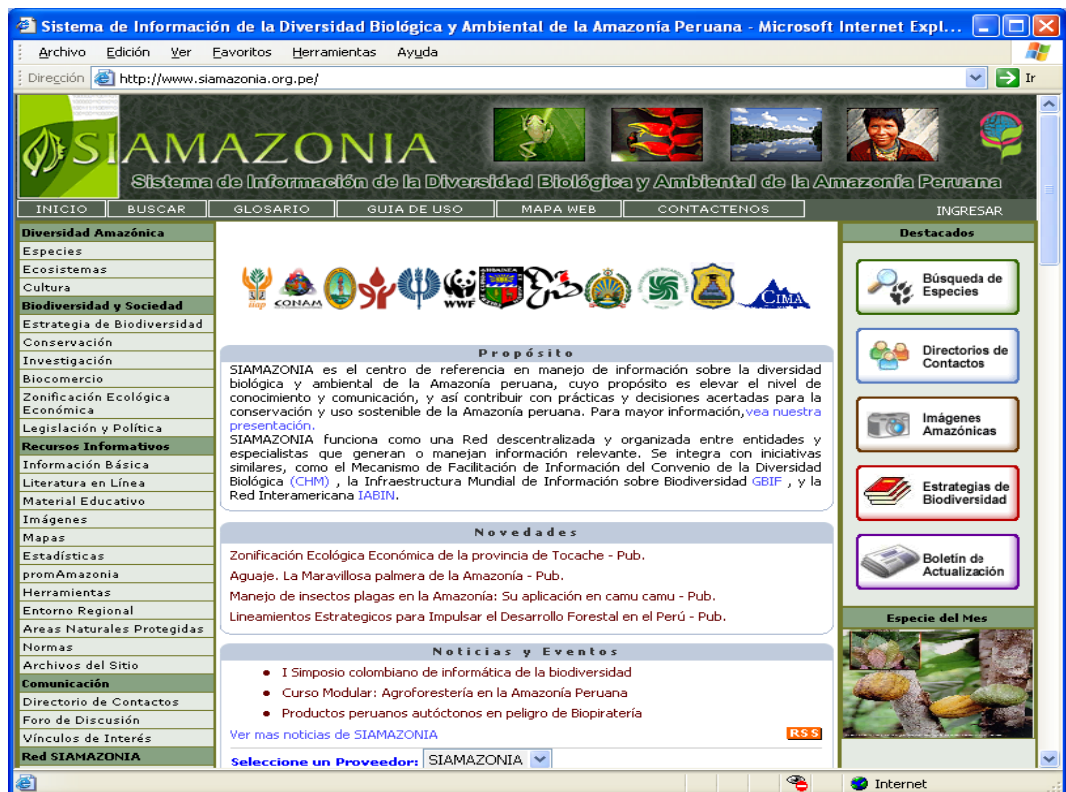 Sistema de Información de la Diversidad Biológica y Ambiental de la Amazonía Peruana - Microsoft Internet Expl...
Archivo Edición Ver Favoritos Herramientas Ayuda
Dirección http://www.siamazonia.org.pe/ Ir
SIAMAZONIA
Sistema de Información de la Diversidad Biológica y Ambiental de la Amazonía Peruana
INICIO BUSCAR GLOSARIO GUIA DE USO MAPA WEB CONTACTENOS INGRESAR
Diversidad Amazónica
Especies
Ecosistemas
Cultura
Biodiversidad y Sociedad
Estrategia de Biodiversidad
Conservación
Investigación
Biocomercio
Zonificación Ecológica
Económica
Legislación y Política
Recursos Informativos
Información Básica
Literatura en Línea
Material Educativo
Imágenes
Mapas
Estadísticas
promAmazonia
Herramientas
Entorno Regional
Areas Naturales Protegidas
Normas
Archivos del Sitio
Comunicación
Directorio de Contactos
Foro de Discusión
Vínculos de Interés
Red SIAMAZONIA
siap CONAM WWF CIMA
Propósito
SIAMAZONIA es el centro de referencia en manejo de información sobre la diversidad
biológica y ambiental de la Amazonía peruana, cuyo propósito es elevar el nivel de
conocimiento y comunicación, y así contribuir con prácticas y decisiones acertadas para la
conservación y uso sostenible de la Amazonía peruana. Para mayor información,vea nuestra
presentación.
SIAMAZONIA funciona como una Red descentralizada y organizada entre entidades y
especialistas que generan o manejan información relevante. Se integra con iniciativas
similares, como el Mecanismo de Facilitación de Información del Convenio de la Diversidad
Biológica (CHM) , la Infraestructura Mundial de Información sobre Biodiversidad GBIF , y la
Red Interamericana IABIN.
Novedades
Zonificación Ecológica Económica de la provincia de Tocache - Pub.
Aguaje. La Maravillosa palmera de la Amazonía - Pub.
Manejo de insectos plagas en la Amazonía: Su aplicación en camu camu - Pub.
Lineamientos Estrategicos para Impulsar el Desarrollo Forestal en el Perú - Pub.
Noticias y Eventos
I Simposio colombiano de informática de la biodiversidad
Curso Modular: Agroforestería en la Amazonía Peruana
Productos peruanos autóctonos en peligro de Biopiratería
Ver mas noticias de SIAMAZONIA RSS
Seleccione un Proveedor: SIAMAZONIA
Destacados
Búsqueda de
Especies
Directorios de
Contactos
Imágenes
Amazónicas
Estrategias de
Biodiversidad
Boletín de
Actualización
Especie del Mes
Internet